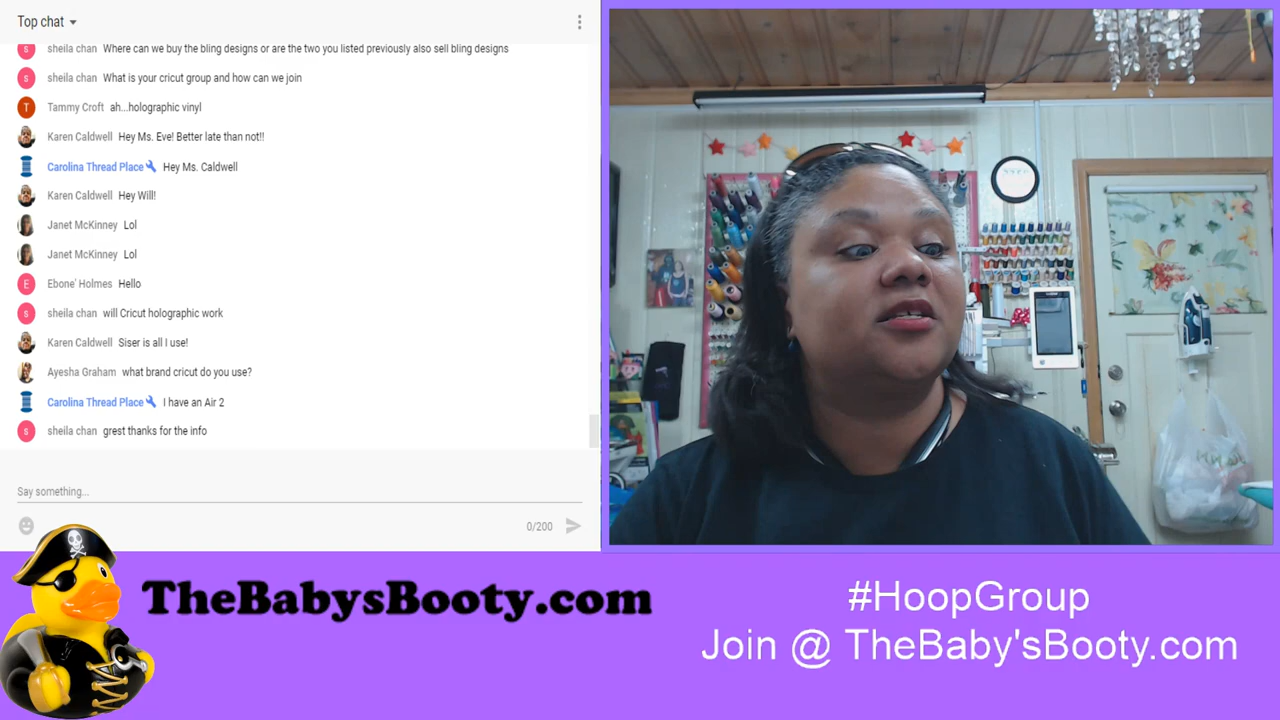 Top chat
sheila chan Where can we buy the bling designs or are the two you listed previously also sell bling designs
sheila chan What is your cricut group and how can we join
Tammy Croft ah...holographic vinyl
Karen Caldwell Hey Ms. Eve! Better late than not!!
Carolina Thread Place Hey Ms. Caldwell
Karen Caldwell Hey Will!
Janet McKinney Lol
Janet McKinney Lol
Ebone' Holmes Hello
sheila chan will Cricut holographic work
Karen Caldwell Siser is all I use!
Ayesha Graham what brand cricut do you use?
Carolina Thread Place I have an Air 2
sheila chan grest thanks for the info
Say something...
0/200
TheBabysBooty.com
#HoopGroup
Join @ TheBaby'sBooty.com